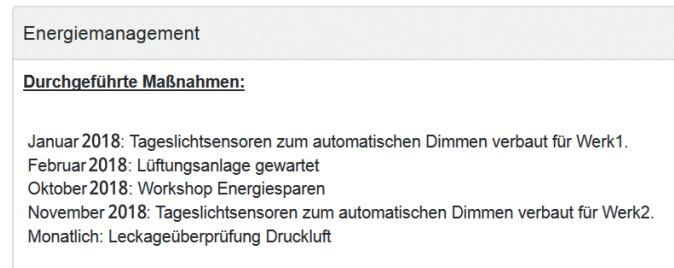 Energiemanagement
Durchgeführte Maßnahmen:
Januar 2018: Tageslichtsensoren zum automatischen Dimmen verbaut für Werk1.
Februar 2018: Lüftungsanlage gewartet
Oktober 2018: Workshop Energiesparen
November 2018: Tageslichtsensoren zum automatischen Dimmen verbaut für Werk2.
Monatlich: Leckageüberprüfung Druckluft